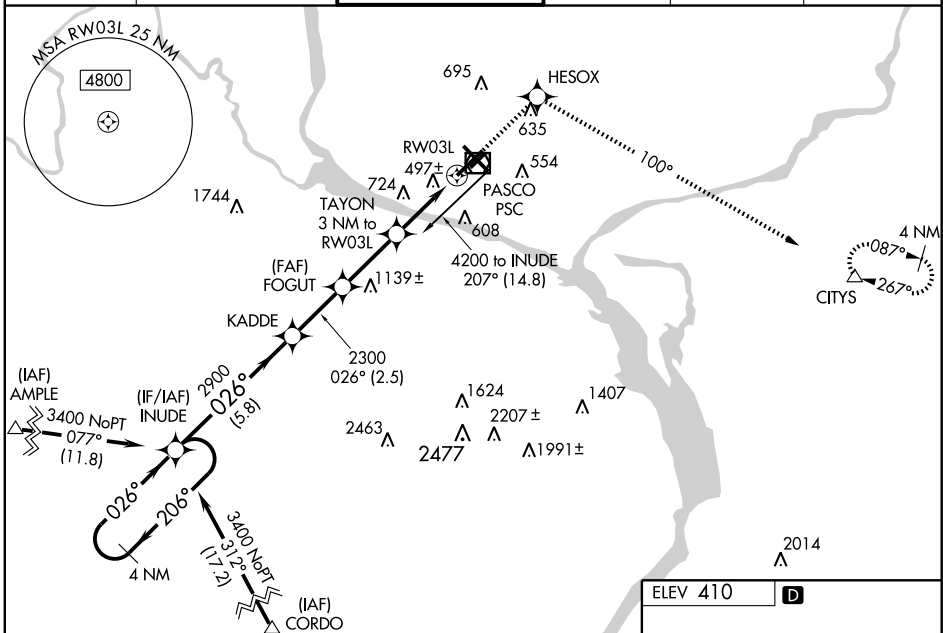 MSA RW03L 25 NM
4800
695
HESOX
635
RW03L
497±
554
724
PASCO
PSC
1744
TAYON
3 NM to
RW03L
608
100°
4200 to INUDE
207° (14.8)
4 NM
087°
267°
CITYS
(FAF)
FOGUT
1139±
KADDE
2300
026° (2.5)
(IAF)
AMPLE
3400 NoPT
077°
(11.8)
(IF/IAF)
INUDE
2900
026°
(5.8)
1624
1407
2463
2477
2207±
1991±
026°
206°
4 NM
3400 NoPT
312°
(17.2)
(IAF)
CORDO
2014
ELEV 410
D